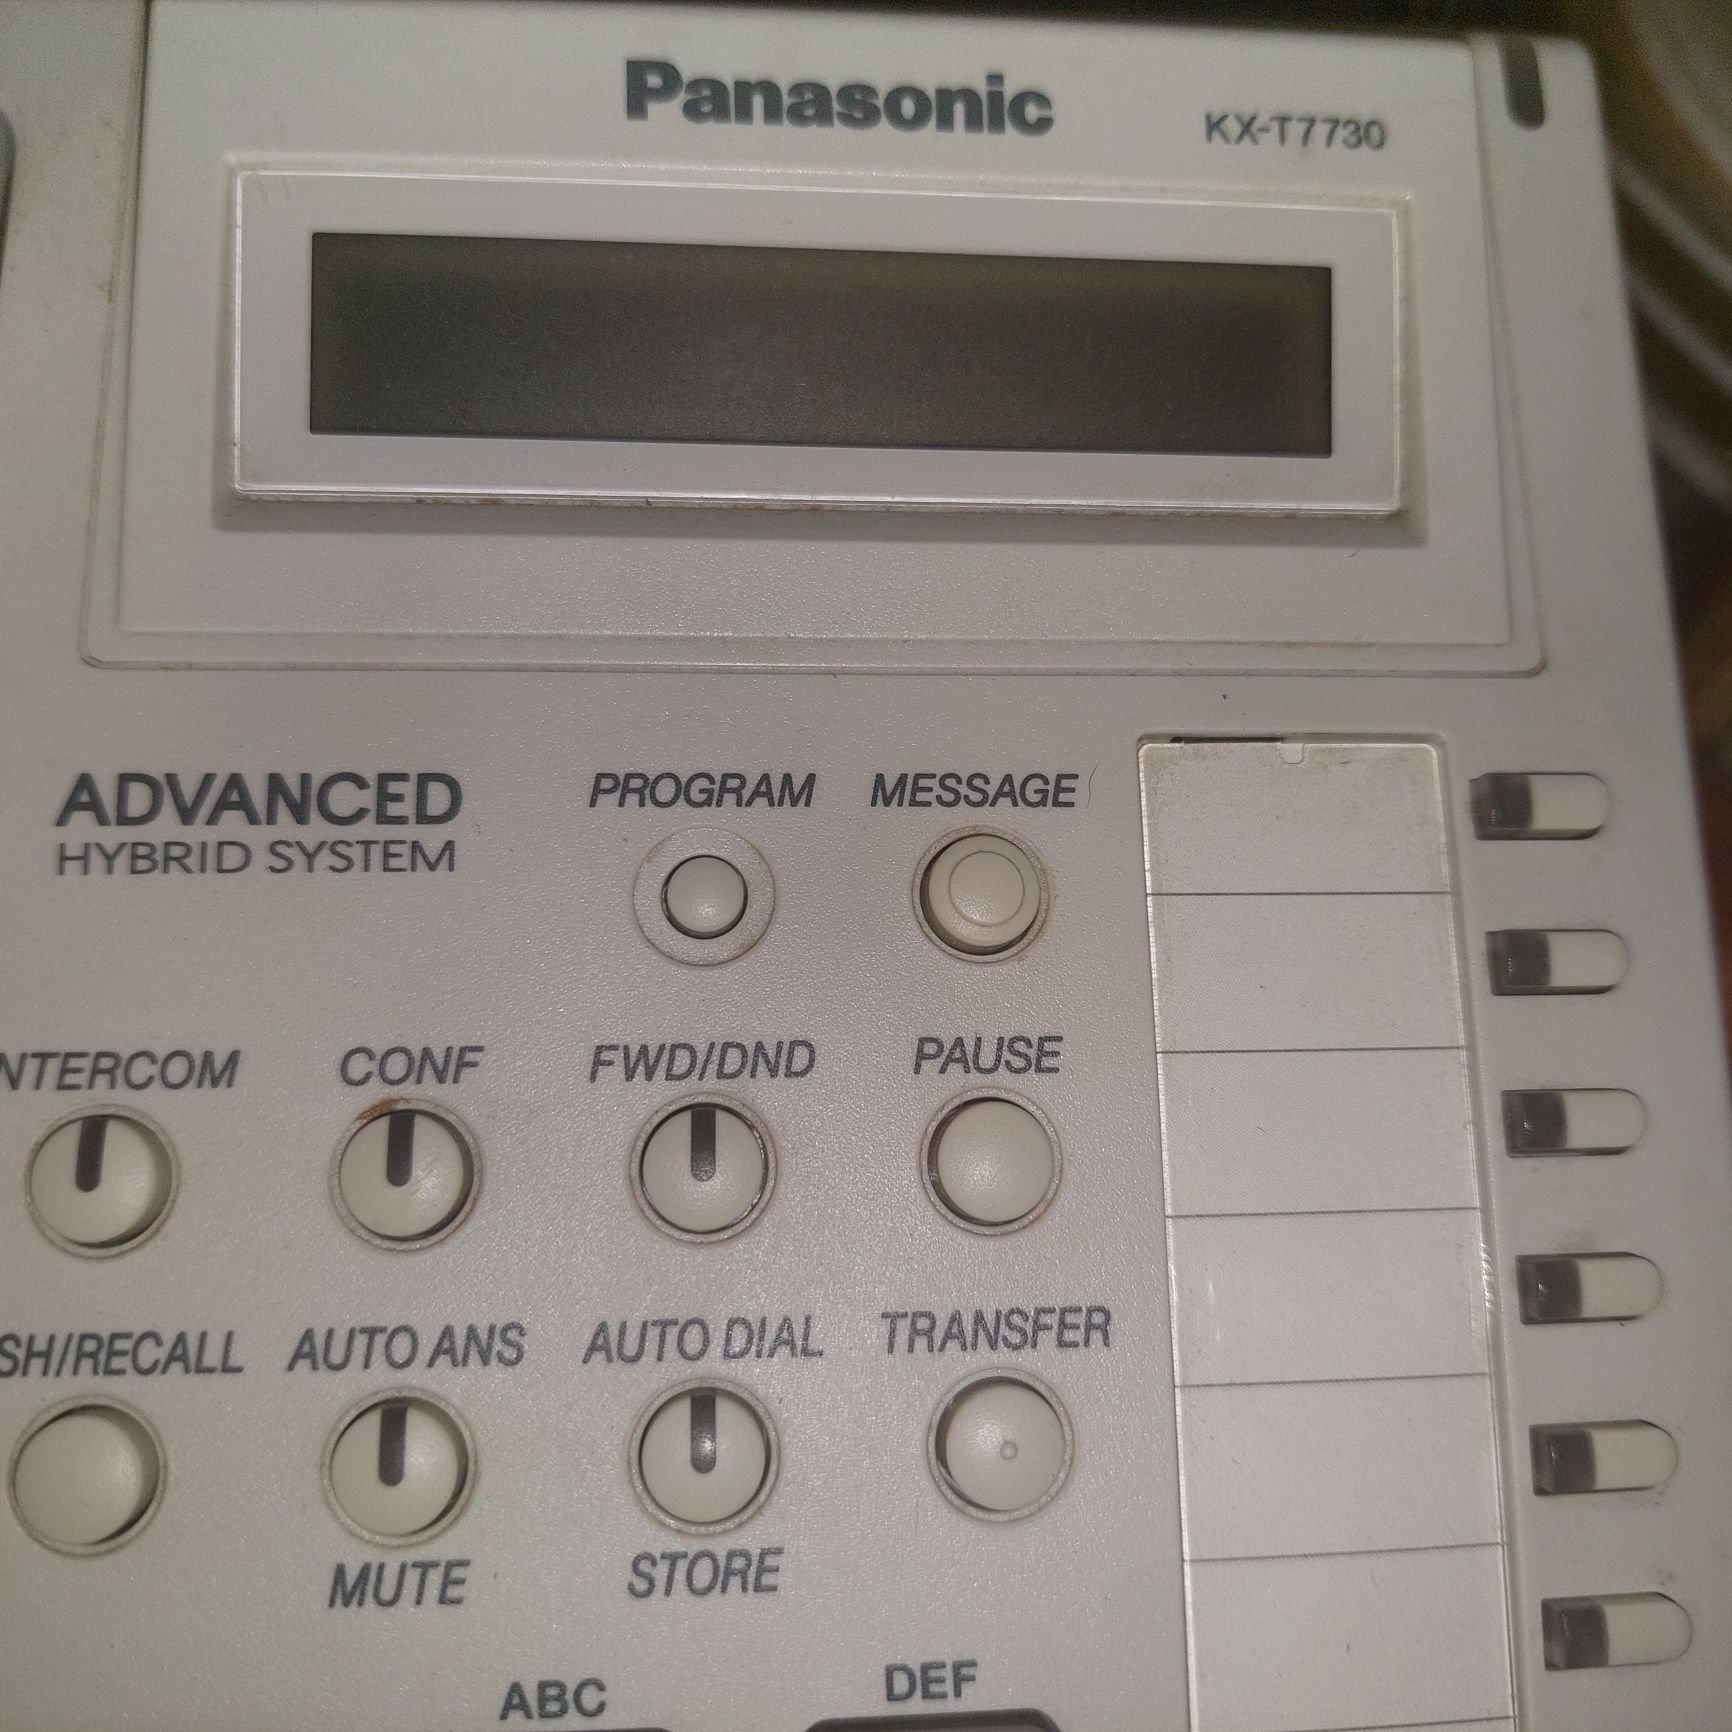 Panasonic
KX-T7730
ADVANCED
HYBRID SYSTEM
PROGRAM MESSAGE
NTERCOM CONF FWD/DND PAUSE
SH/RECALL AUTO ANS AUTO DIAL TRANSFER
MUTE STORE
ABC DEF